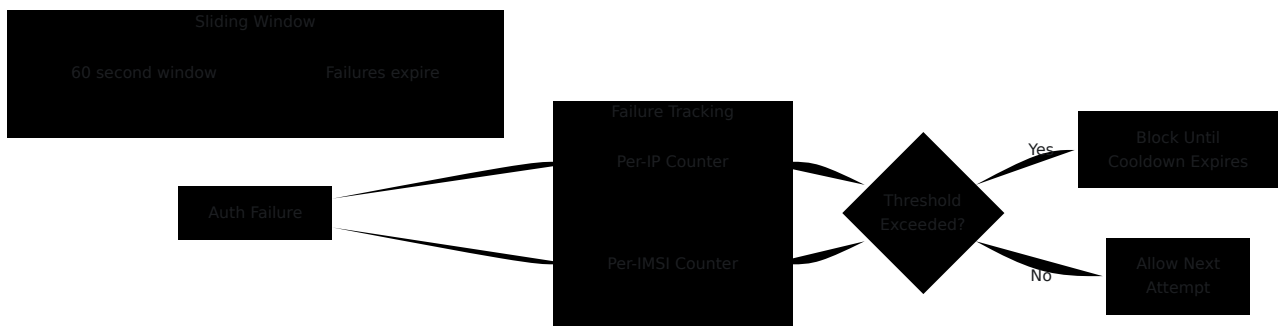 Sliding Window
60 second window
Failures expire
Failure Tracking
Per-IP Counter
Per-IMSI Counter
Auth Failure
Threshold
Exceeded?
Yes
No
Block Until
Cooldown Expires
Allow Next
Attempt